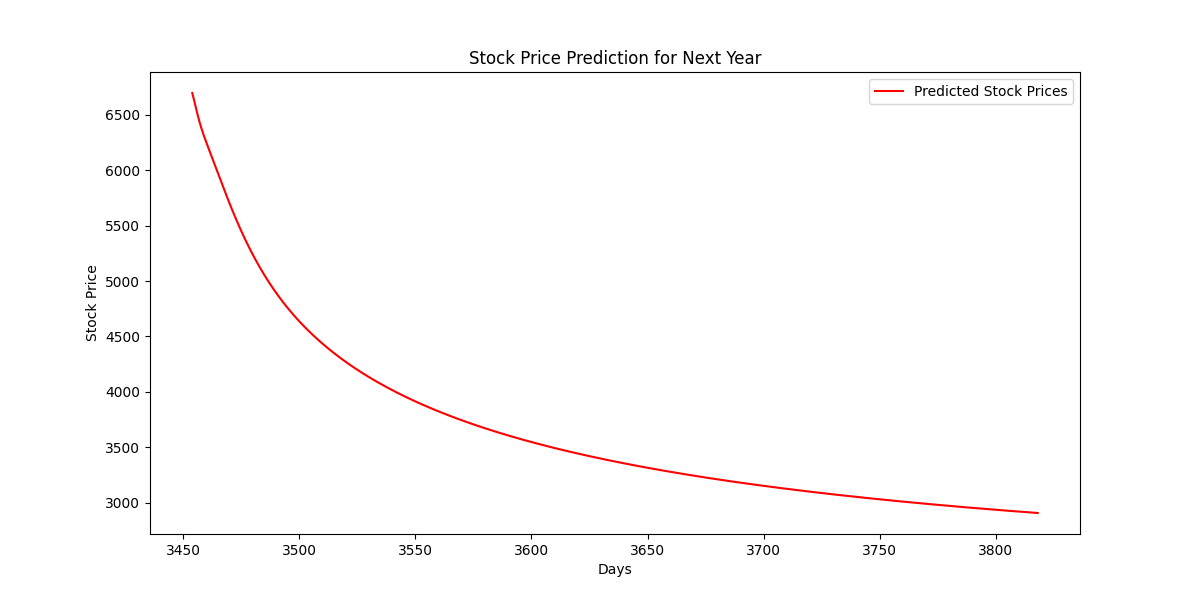 Stock Price Prediction for Next Year
Predicted Stock Prices
Stock Price
6500
6000
5500
5000
4500
4000
3500
3000
3450 3500 3550 3600 3650 3700 3750 3800
Days